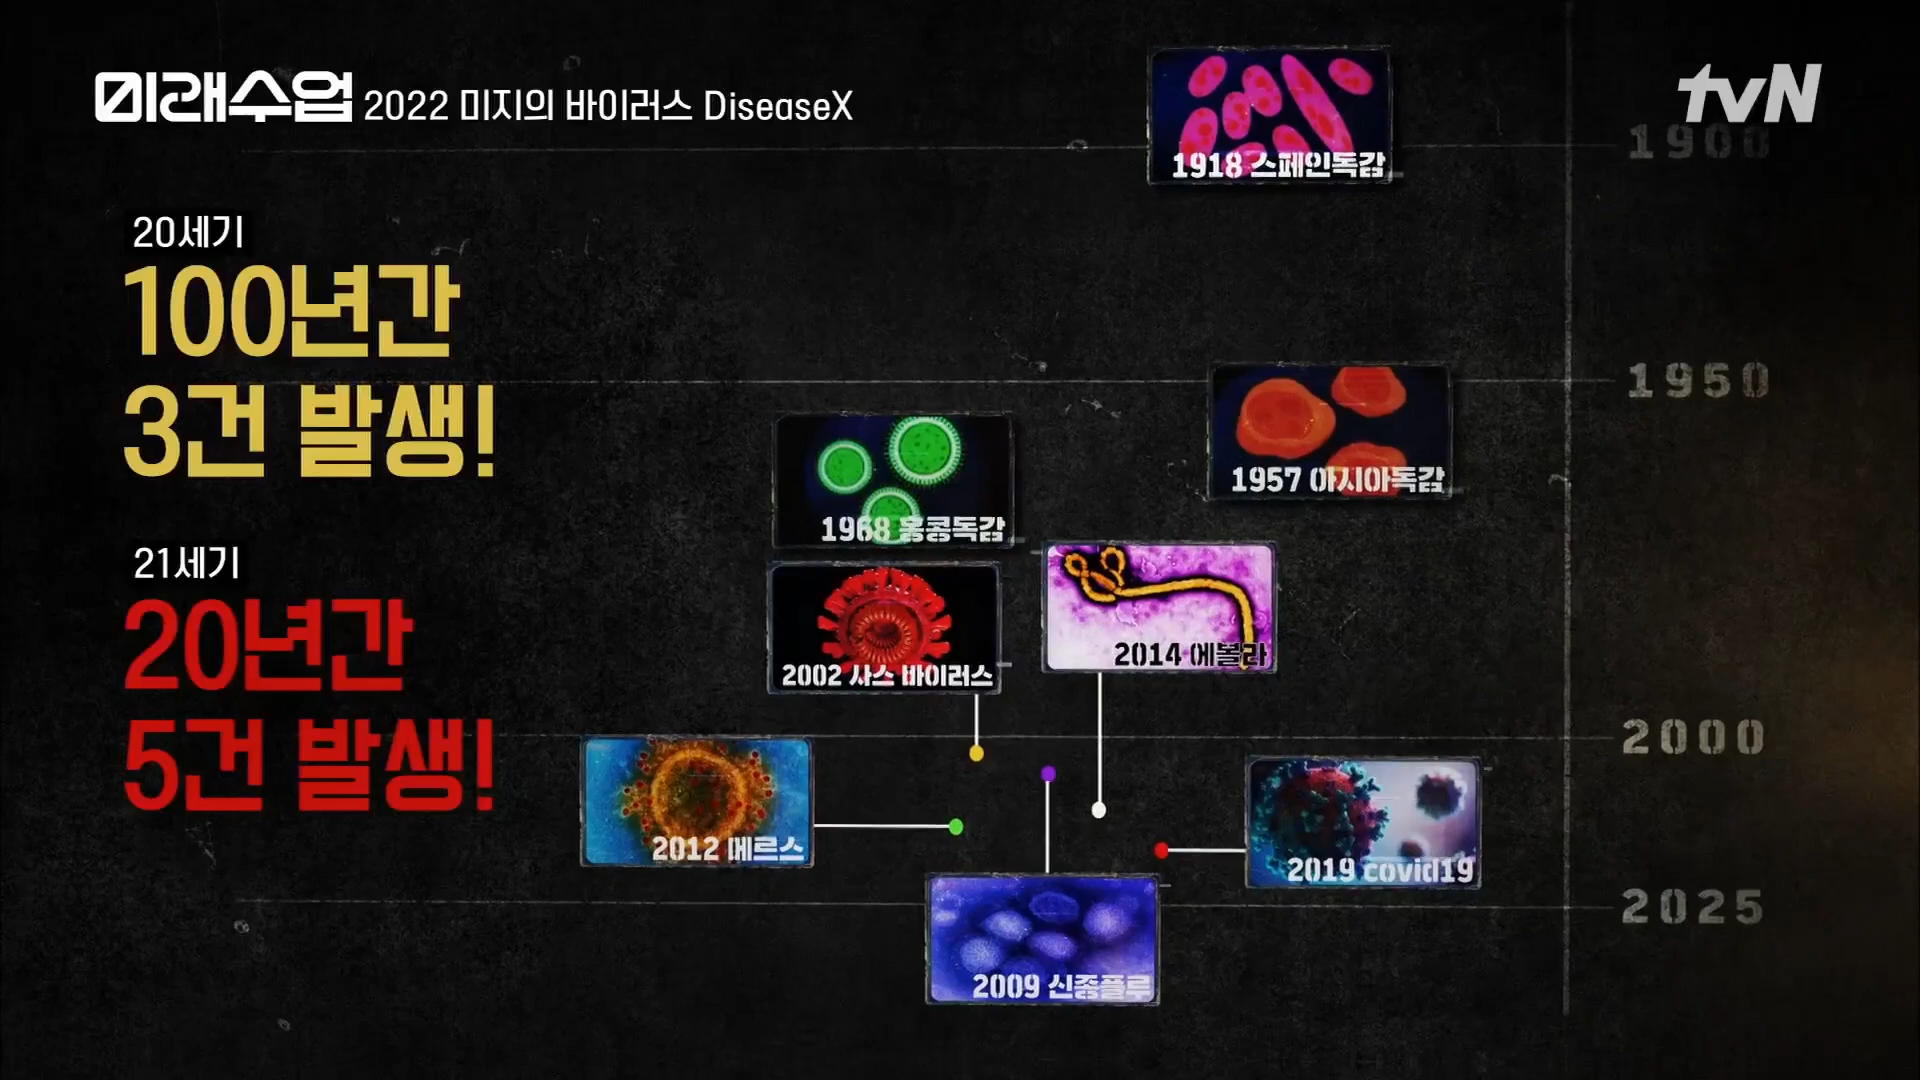 미래수업 2022 미지의 바이러스 DiseaseX
tvN
1900
1918 스페인독감
20세기
100년간
3건 발생!
1950
1957 아시아독감
1968 홍콩독감
21세기
20년간
5건 발생!
2002 사스 바이러스
2014 에볼라
2000
2012 메르스
2019 covid19
2025
2009 신종플루